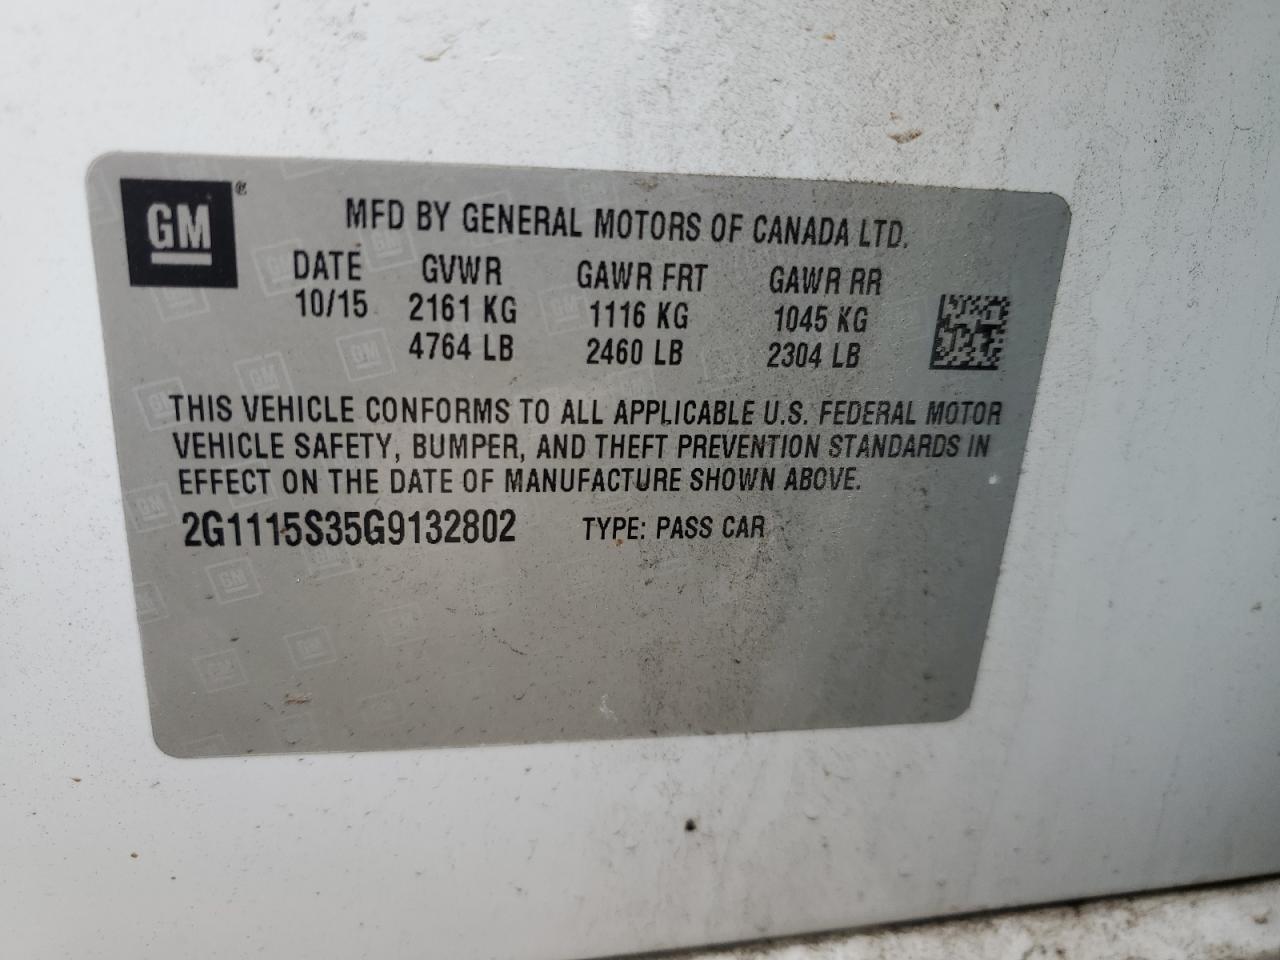 GM®
MFD BY GENERAL MOTORS OF CANADA LTD.
DATE GVWR GAWR FRT GAWR RR
10/15 2161 KG 1116 KG 1045 KG
4764 LB 2460 LB 2304 LB
THIS VEHICLE CONFORMS TO ALL APPLICABLE U.S. FEDERAL MOTOR
VEHICLE SAFETY, BUMPER, AND THEFT PREVENTION STANDARDS IN
EFFECT ON THE DATE OF MANUFACTURE SHOWN ABOVE.
2G1115S35G9132802 TYPE: PASS CAR